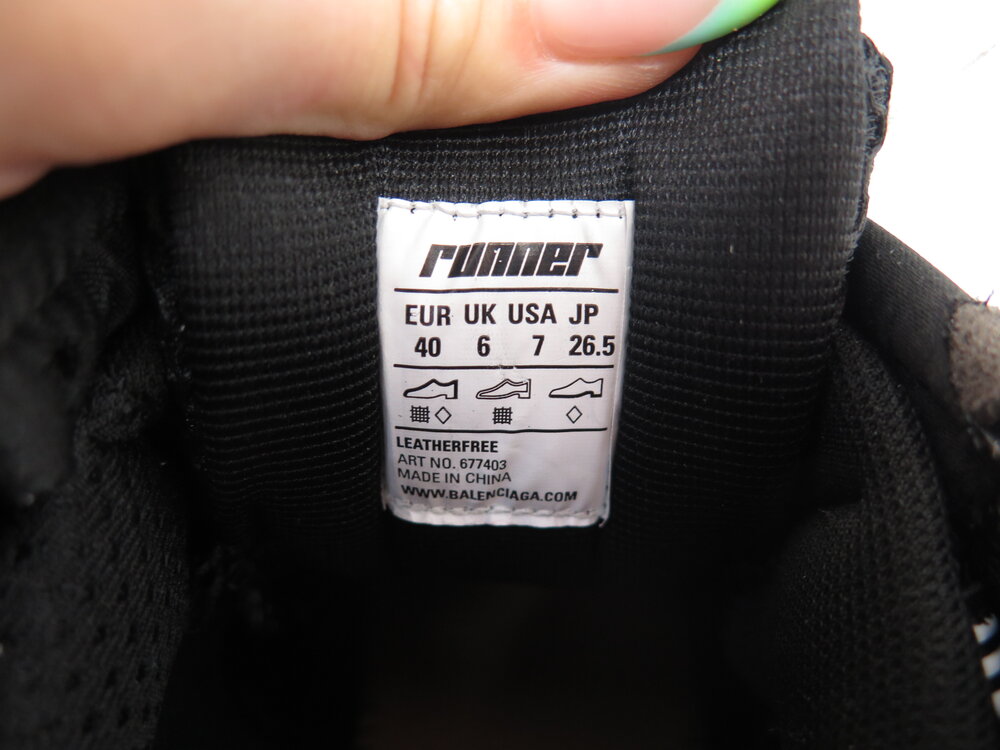 runner
EUR UK USA JP
40 6 7 26.5
LEATHERFREE
ART NO. 677403
MADE IN CHINA
WWW.BALENCIAGA.COM